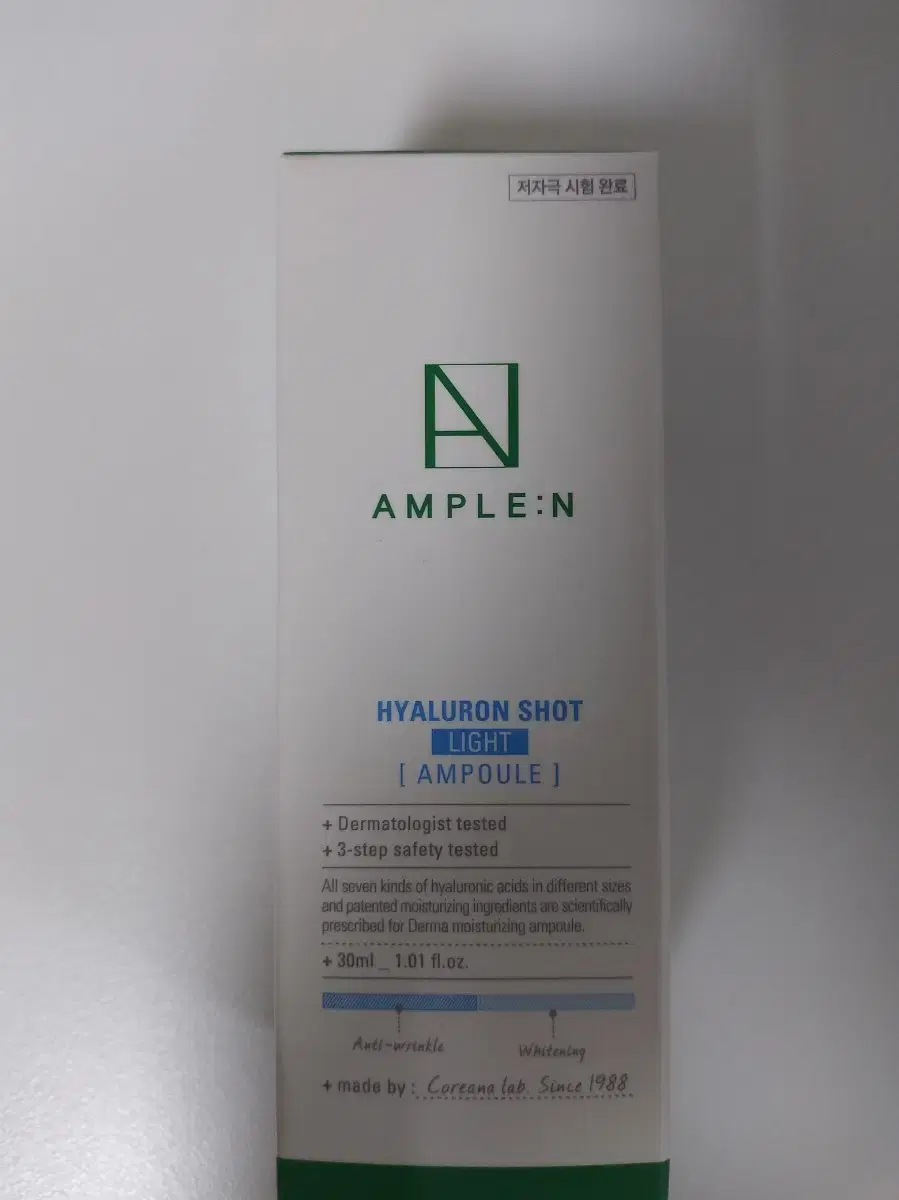 저자극 시험 완료
AMPLE:N
HYALURON SHOT
LIGHT
[ AMPOULE ]
+ Dermatologist tested
+ 3-step safety tested
All seven kinds of hyaluronic acids in different sizes
and patented moisturizing ingredients are scientifically
prescribed for Derma moisturizing ampoule.
+ 30ml _ 1.01 fl.oz.
Anti-wrinkle
Whitening
+ made by : Coreana lab. Since 1988